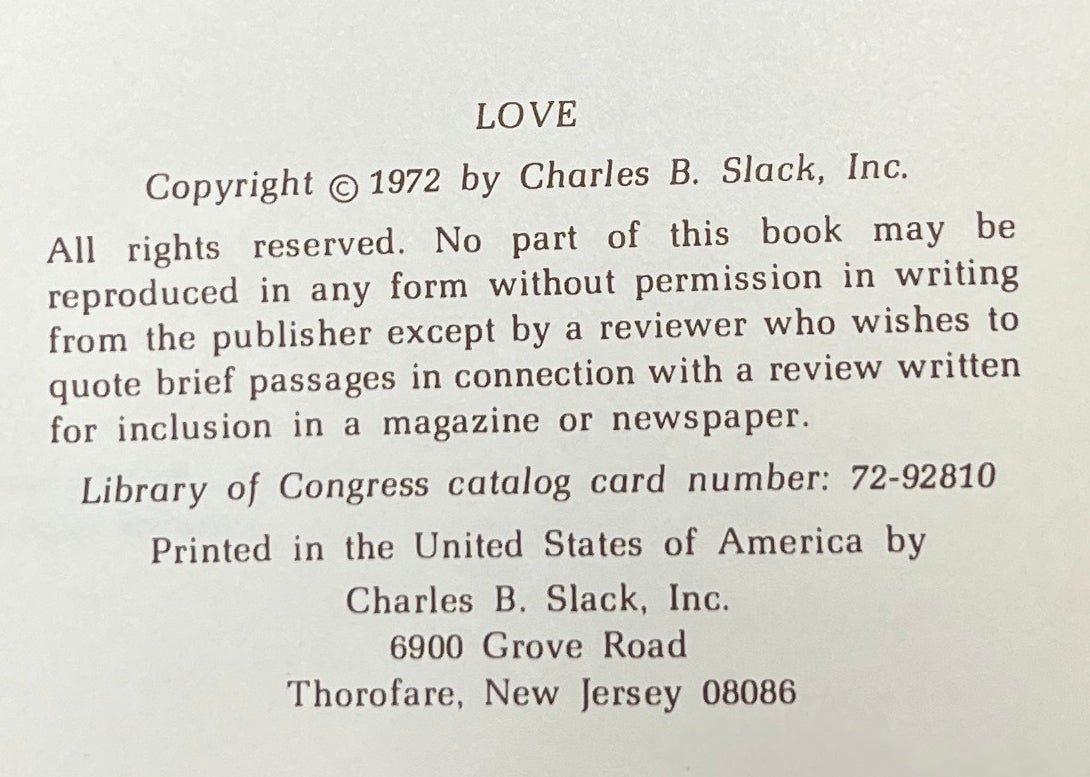 LOVE
Copyright © 1972 by Charles B. Slack, Inc.
All rights reserved. No part of this book may be
reproduced in any form without permission in writing
from the publisher except by a reviewer who wishes to
quote brief passages in connection with a review written
for inclusion in a magazine or newspaper.
Library of Congress catalog card number: 72-92810
Printed in the United States of America by
Charles B. Slack, Inc.
6900 Grove Road
Thorofare, New Jersey 08086